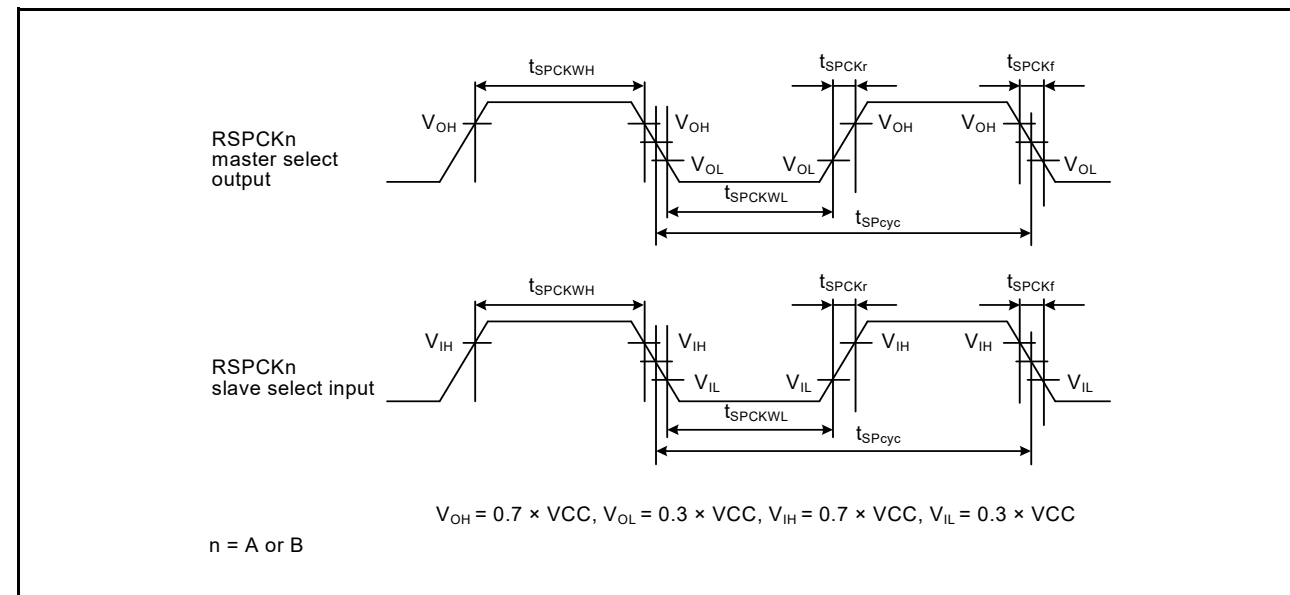 tSPCKWH
tSPCKr
tSPCKf
VOH
VOH
VOH
VOH
RSPCKn
master select
output
VOL
VOL
VOL
tSPCKWL
tSPcyc
tSPCKWH
tSPCKr
tSPCKf
VIH
VIH
VIH
VIH
RSPCKn
slave select input
VIL
VIL
VIL
tSPCKWL
tSPcyc
VOH = 0.7 × VCC, VOL = 0.3 × VCC, VIH = 0.7 × VCC, VIL = 0.3 × VCC
n = A or B